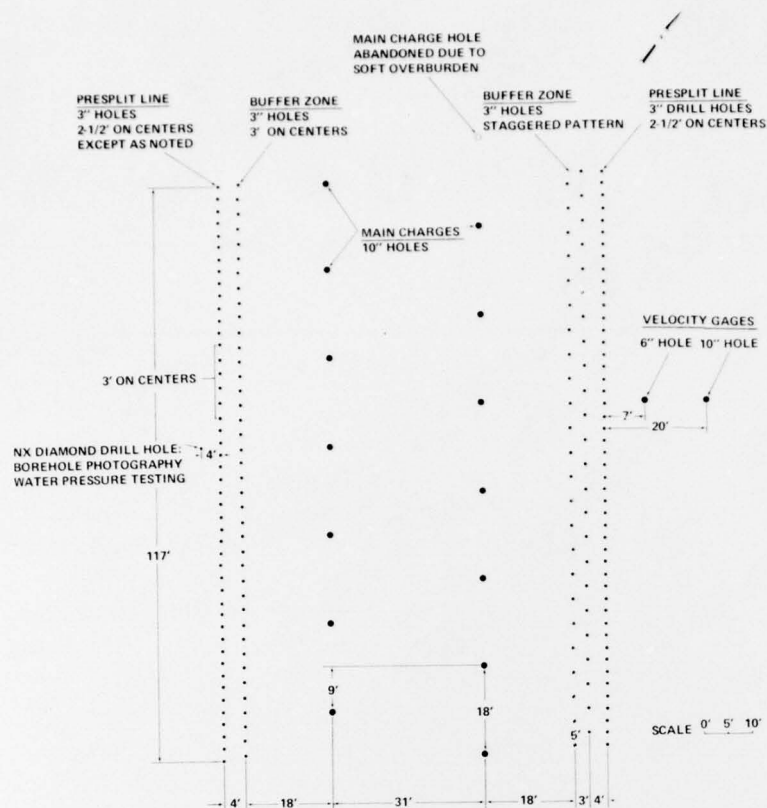 MAIN CHARGE HOLE
ABANDONED DUE TO
SOFT OVERBURDEN
PRESPLIT LINE
3" HOLES
2-1/2' ON CENTERS
EXCEPT AS NOTED
BUFFER ZONE
3" HOLES
3' ON CENTERS
BUFFER ZONE
3" HOLES
STAGGERED PATTERN
PRESPLIT LINE
3" DRILL HOLES
2-1/2' ON CENTERS
MAIN CHARGES
10" HOLES
VELOCITY GAGES
6" HOLE 10" HOLE
3' ON CENTERS
7'
20'
NX DIAMOND DRILL HOLE:
BOREHOLE PHOTOGRAPHY
WATER PRESSURE TESTING
4'
117'
9'
18'
5'
SCALE 0' 5' 10'
4' 18' 31' 18' 3' 4'